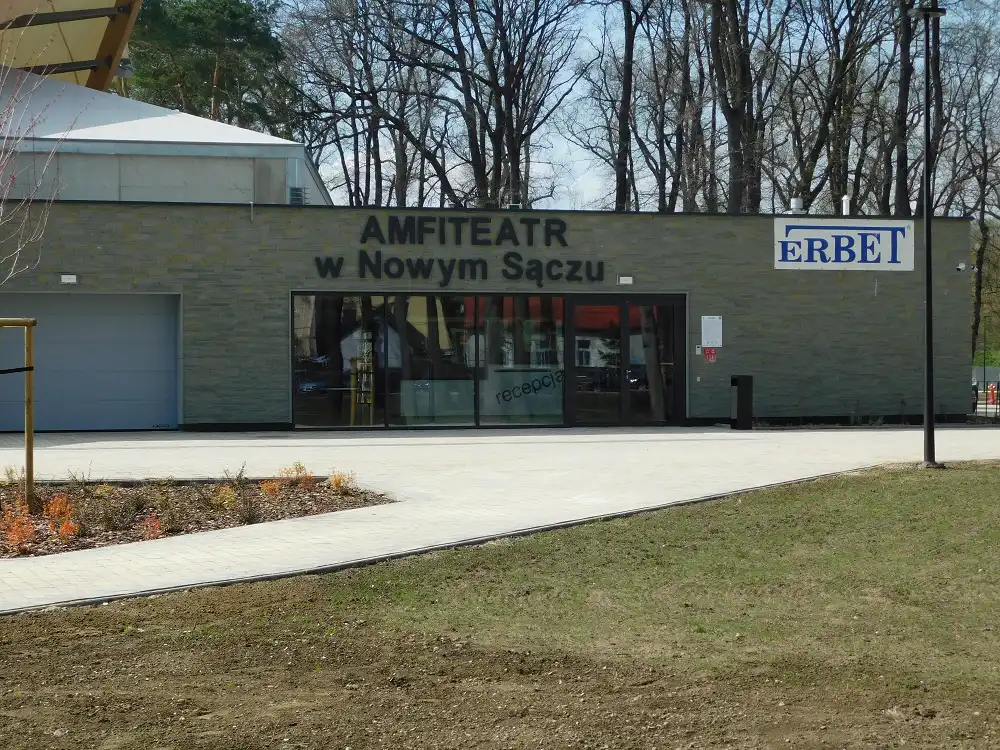 AMFITEATR
w Nowym Sączu
ERBET
recepcja